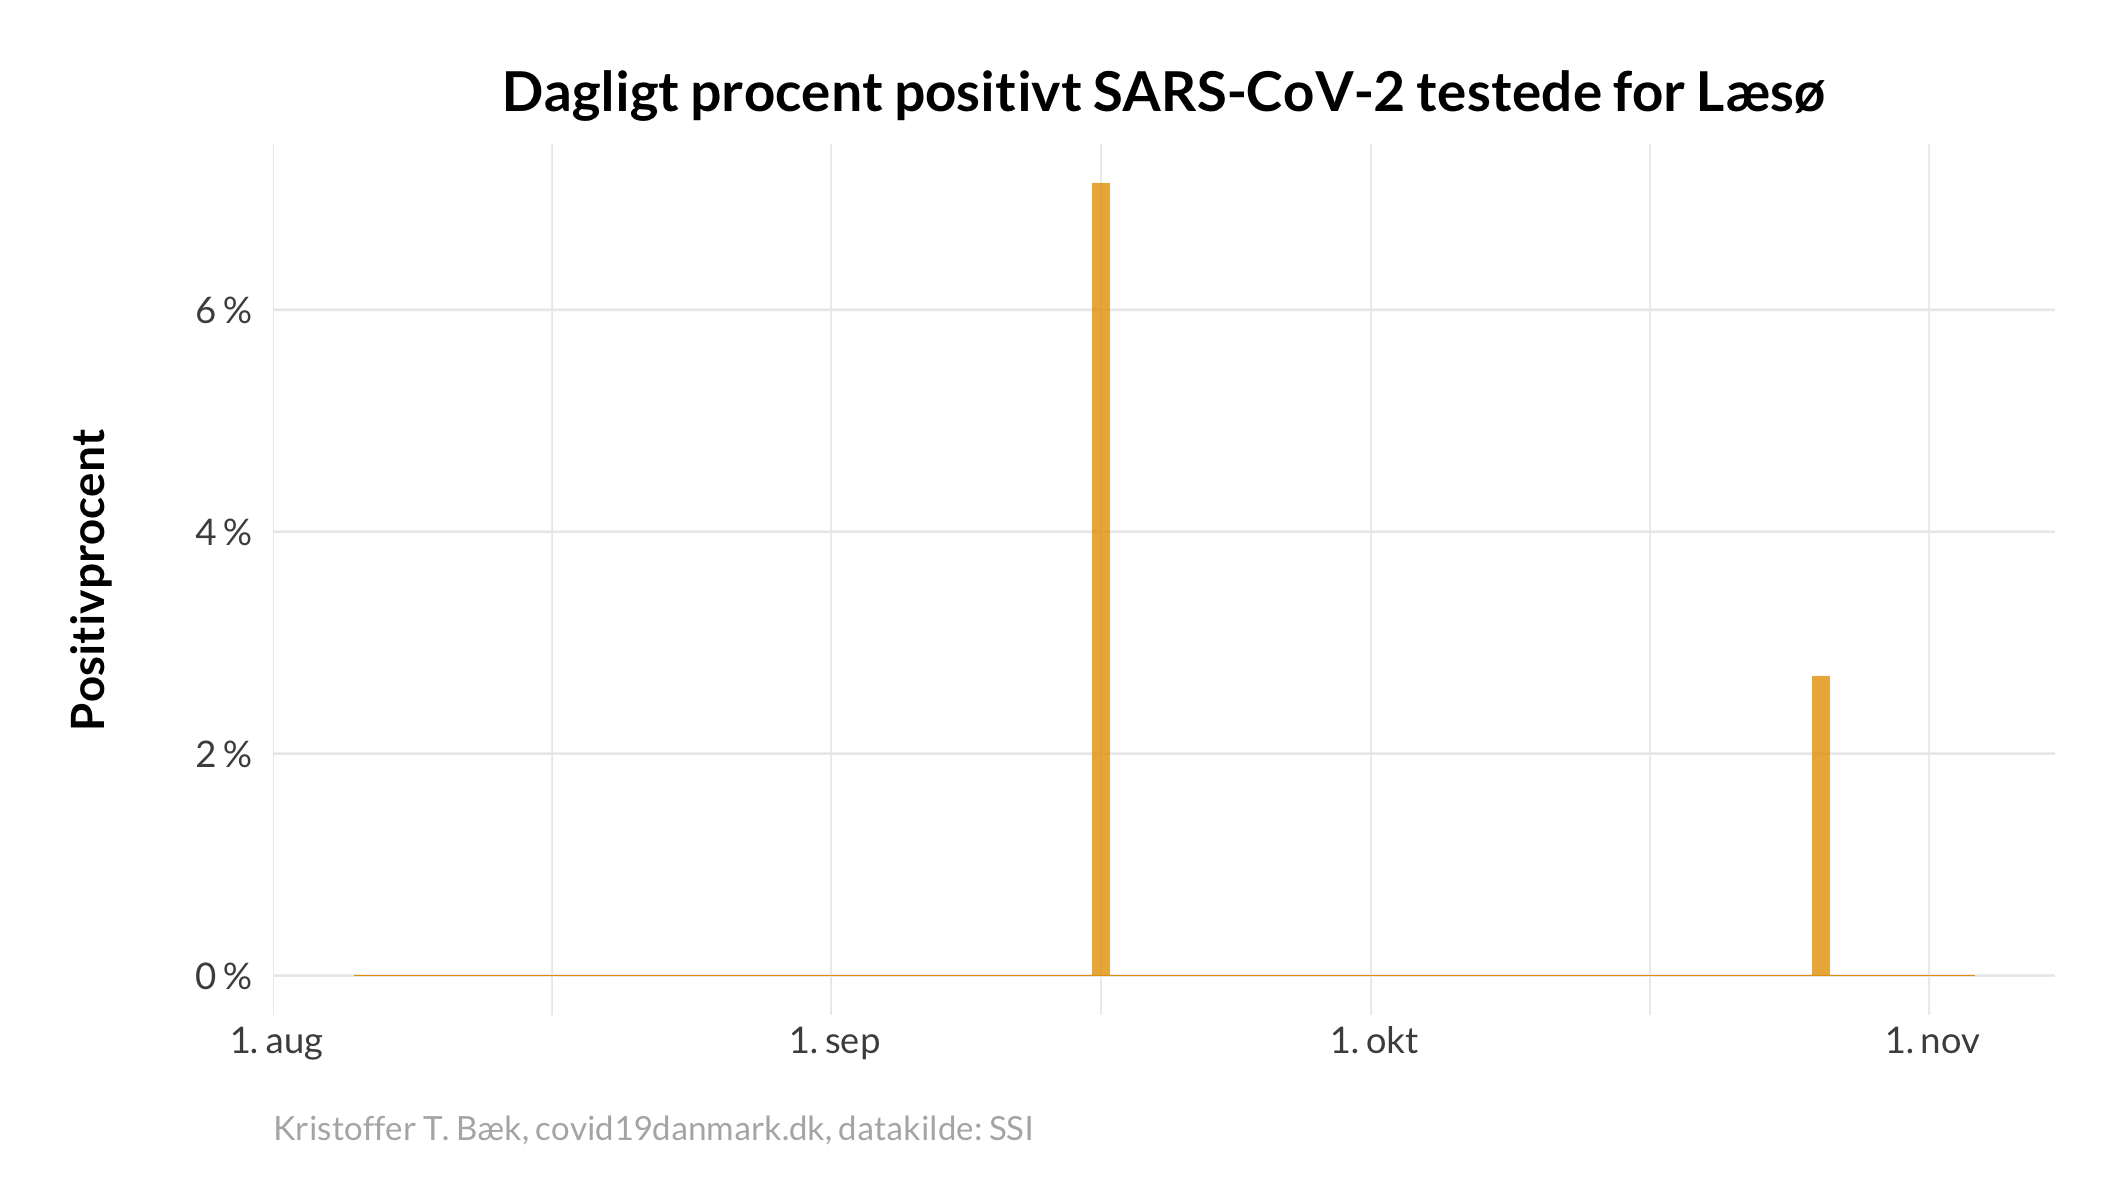 Dagligt procent positivt SARS-CoV-2 testede for Læsø
Positivprocent
6 %
4 %
2 %
0 %
1. aug
1. sep
1. okt
1. nov
Kristoffer T. Bæk, covid19danmark.dk, datakilde: SSI